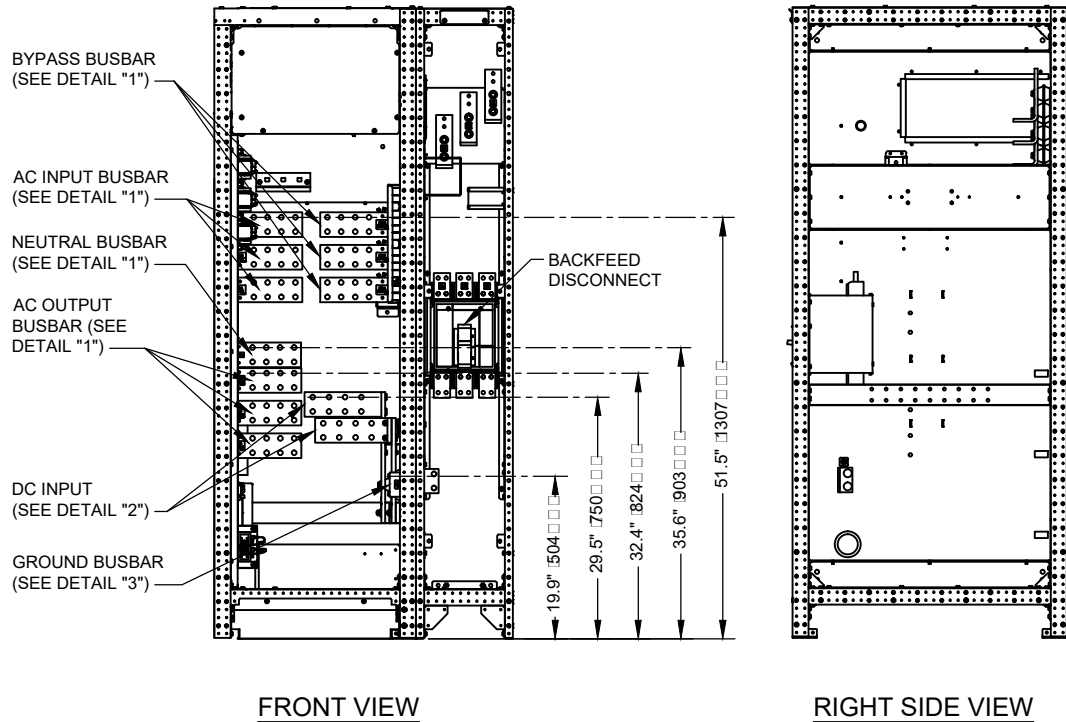 BYPASS BUSBAR
(SEE DETAIL "1")
AC INPUT BUSBAR
(SEE DETAIL "1")
NEUTRAL BUSBAR
(SEE DETAIL "1")
AC OUTPUT
BUSBAR (SEE
DETAIL "1")
DC INPUT
(SEE DETAIL "2")
GROUND BUSBAR
(SEE DETAIL "3")
BACKFEED
DISCONNECT
19.9" □504□□□
29.5" □750□□□
32.4" □824□□□
35.6" □903□□□
51.5" □1307□□□
FRONT VIEW
RIGHT SIDE VIEW